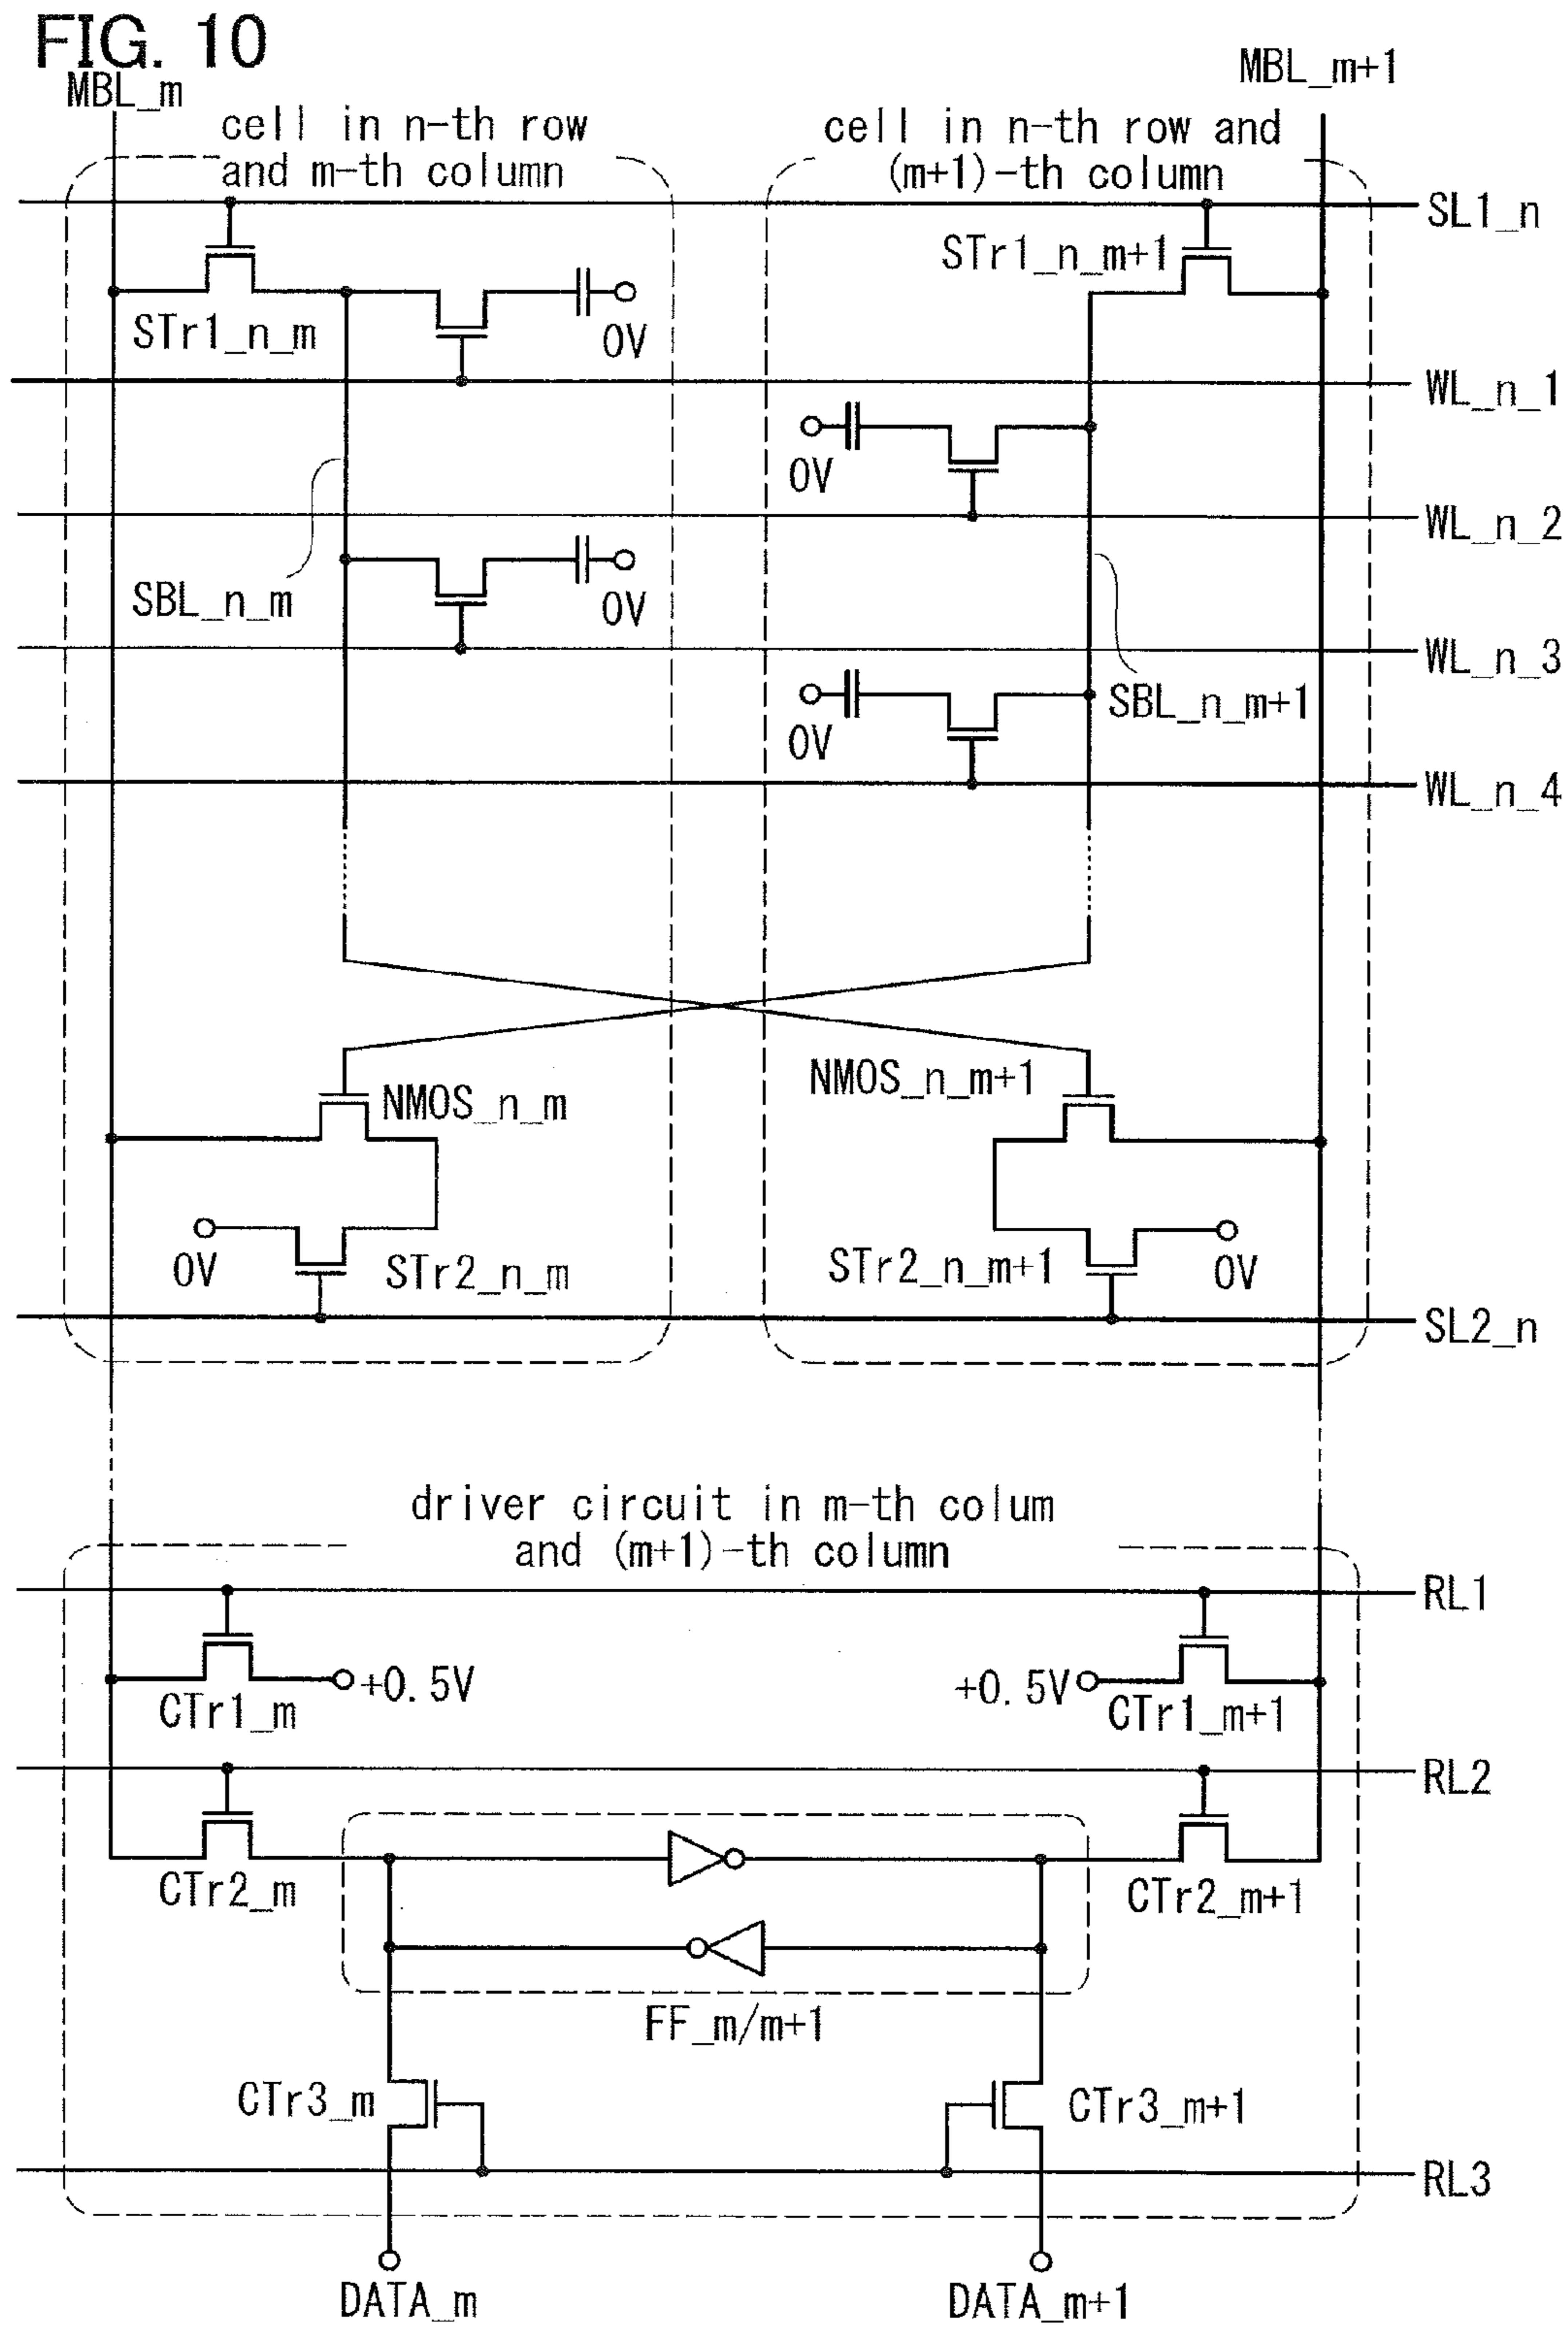 FIG. 10
MBL_m
MBL_m+1
cell in n-th row
and m-th column
cell in n-th row and
(m+1)-th column
SL1_n
STr1_n_m
STr1_n_m+1
0V
WL_n_1
0V
WL_n_2
SBL_n_m
0V
WL_n_3
SBL_n_m+1
0V
WL_n_4
NMOS_n_m
NMOS_n_m+1
0V
STr2_n_m
STr2_n_m+1
0V
SL2_n
driver circuit in m-th colum
and (m+1)-th column
RL1
+0.5V
+0.5V
CTr1_m
CTr1_m+1
RL2
CTr2_m
CTr2_m+1
FF_m/m+1
CTr3_m
CTr3_m+1
RL3
DATA_m
DATA_m+1